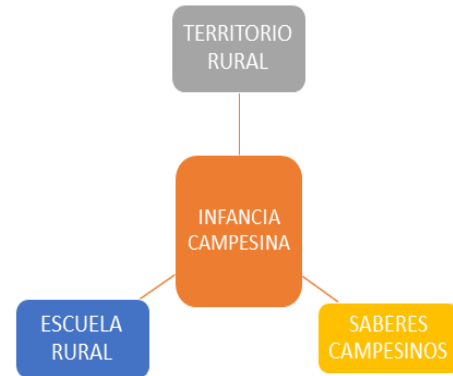 TERRITORIO
RURAL
INFANCIA
CAMPESINA
ESCUELA
RURAL
SABERES
CAMPESINOS